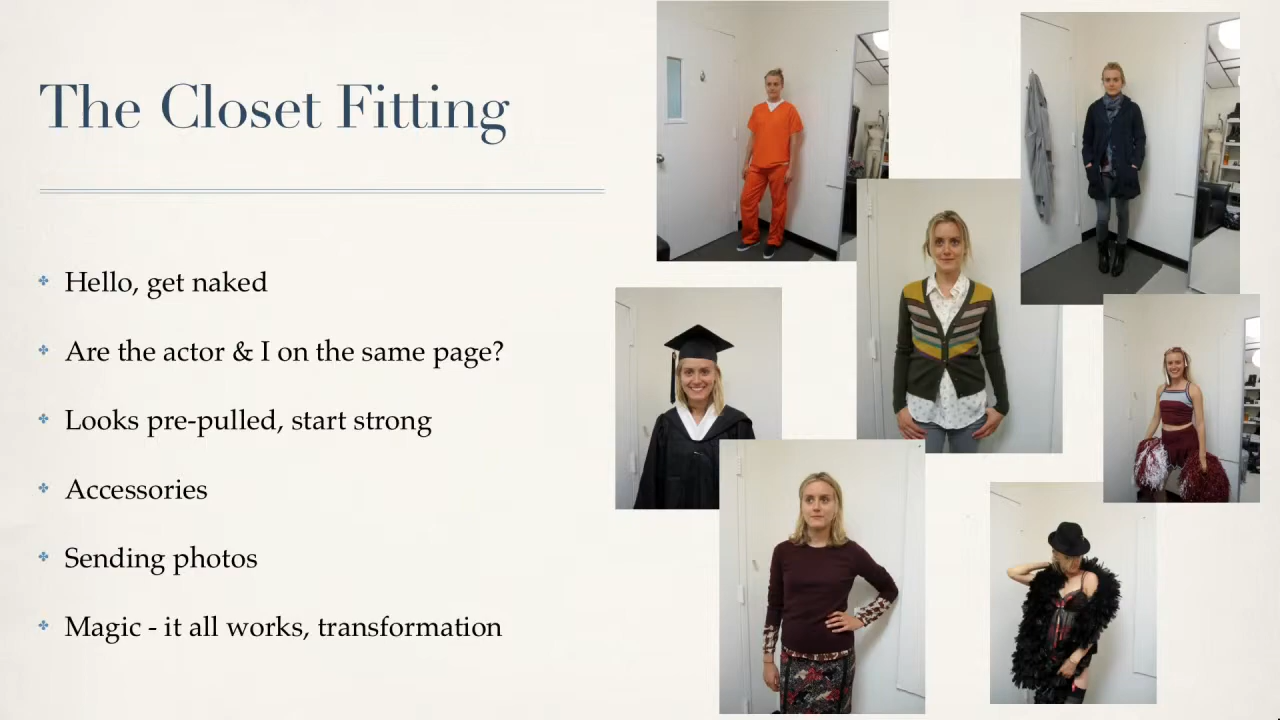 The Closet Fitting
Hello, get naked
Are the actor & I on the same page?
Looks pre-pulled, start strong
Accessories
Sending photos
Magic - it all works, transformation